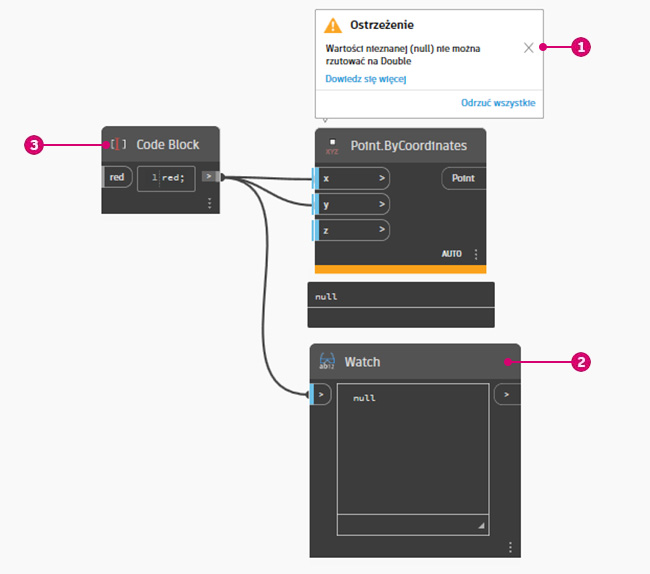 Ostrzeżenie
Wartości nieznanej (null) nie można
rzutować na Double
Dowiedz się więcej
Odrzuć wszystkie
1
3
Code Block
red
1 red;
>
XYZ
Point.ByCoordinates
x >
y >
z >
Point
AUTO
null
ab12
Watch
2
>
null
>